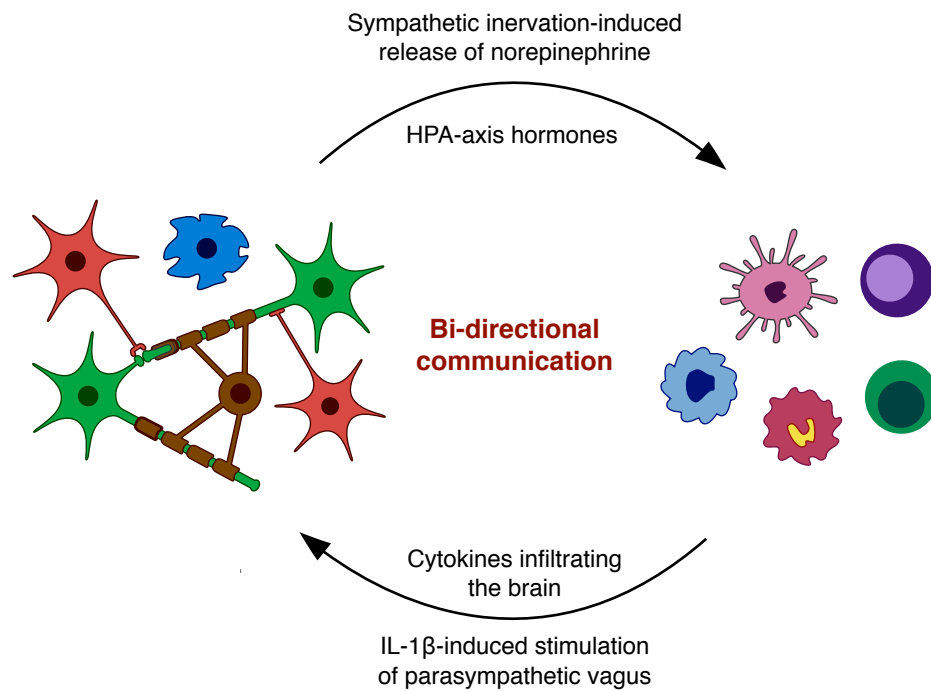 Sympathetic inervation-induced
release of norepinephrine
HPA-axis hormones
Bi-directional
communication
Cytokines infiltrating
the brain
IL-1β-induced stimulation
of parasympathetic vagus